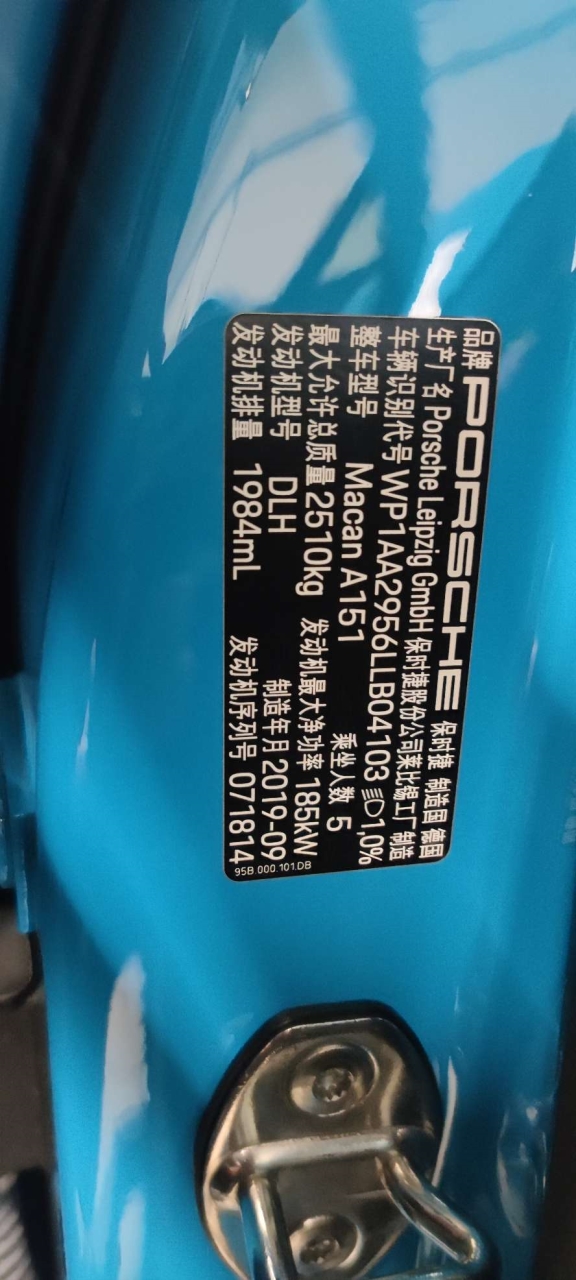 品牌 PORSCHE 保时捷 制造国 德国
生产厂名 Porsche Leipzig GmbH 保时捷股份公司莱比锡工厂 制造
车辆识别代号 WP1AA2956LLB04103 1,0%
整车型号 Macan A151 乘坐人数 5
最大允许总质量 2510kg 发动机最大净功率 185kW
发动机型号 DLH 制造年月 2019-09
发动机排量 1984mL 发动机序列号 071814
95B.000.101.DB